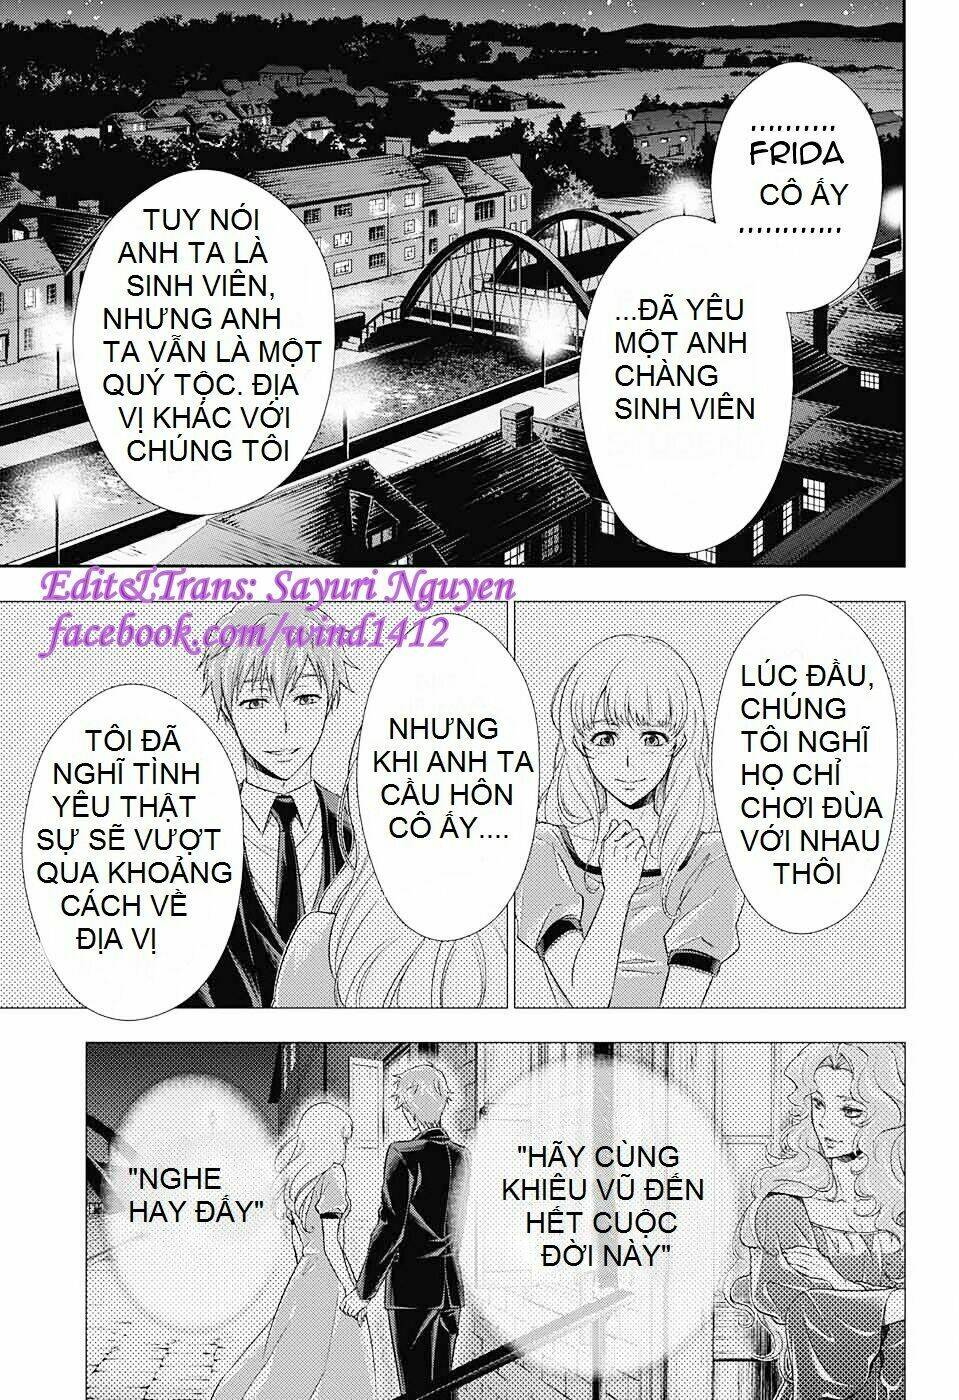 ..........
FRIDA
CÔ ẤY
............
...ĐÃ YÊU
MỘT ANH
CHÀNG
SINH VIÊN
TUY NÓI
ANH TA LÀ
SINH VIÊN,
NHƯNG ANH
TA VẪN LÀ MỘT
QUÝ TỘC. ĐỊA
VỊ KHÁC VỚI
CHÚNG TÔI
Edit&Trans: Sayuri Nguyen
facebook.com/wind1412
LÚC ĐẦU,
CHÚNG
TÔI NGHĨ
HỌ CHỈ
CHƠI ĐÙA
VỚI NHAU
THÔI
NHƯNG
KHI ANH TA
CẦU HÔN
CÔ ẤY....
TÔI ĐÃ
NGHĨ TÌNH
YÊU THẬT
SỰ SẼ VƯỢT
QUA KHOẢNG
CÁCH VỀ
ĐỊA VỊ
"HÃY CÙNG
KHIÊU VŨ ĐẾN
HẾT CUỘC
ĐỜI NÀY"
"NGHE
HAY ĐẤY"